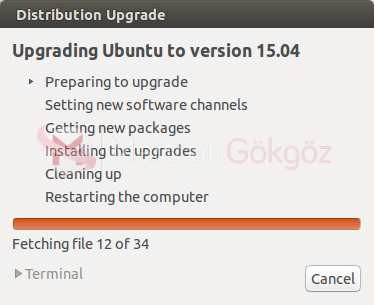 Distribution Upgrade
Upgrading Ubuntu to version 15.04
Preparing to upgrade
Setting new software channels
Getting new packages
Installing the upgrades
Gökgöz
Cleaning up
Restarting the computer
Fetching file 12 of 34
Terminal
Cancel